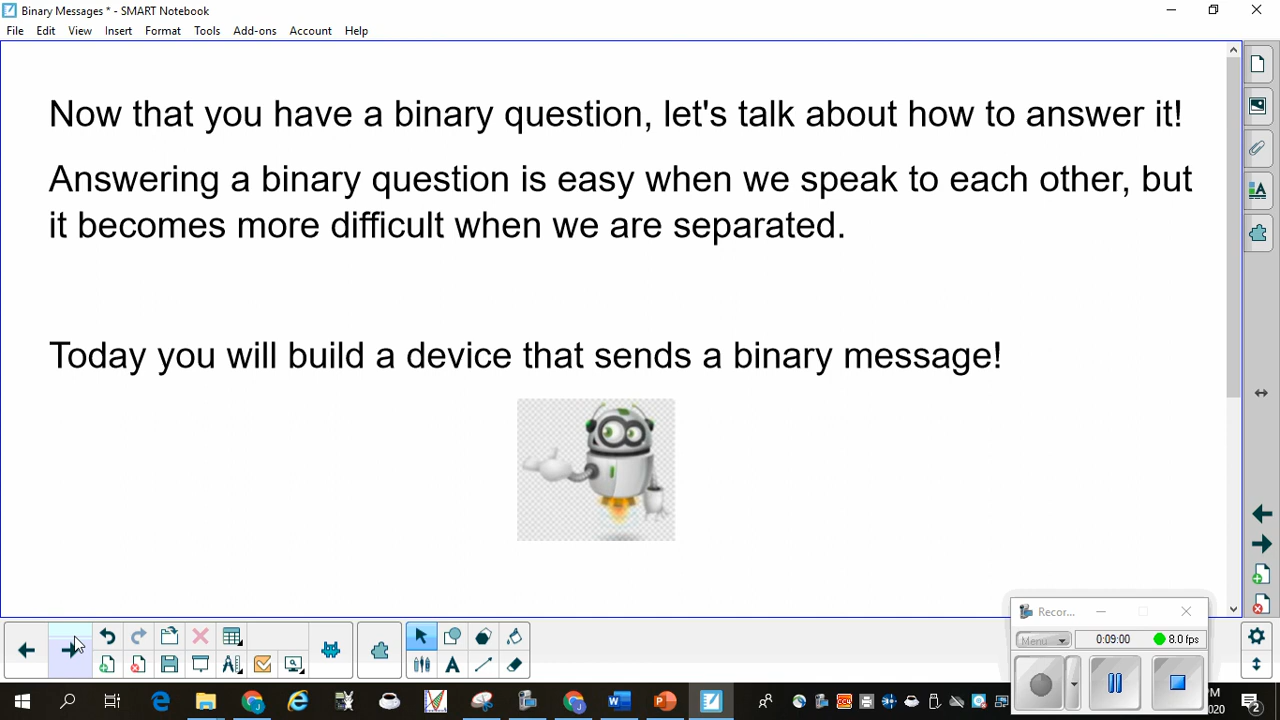 Binary Messages * - SMART Notebook
File Edit View Insert Format Tools Add-ons Account Help
Now that you have a binary question, let's talk about how to answer it!
Answering a binary question is easy when we speak to each other, but
it becomes more difficult when we are separated.
Today you will build a device that sends a binary message!
Recor...
Menu 0:09:00 8.0 fps
PM
2020
2